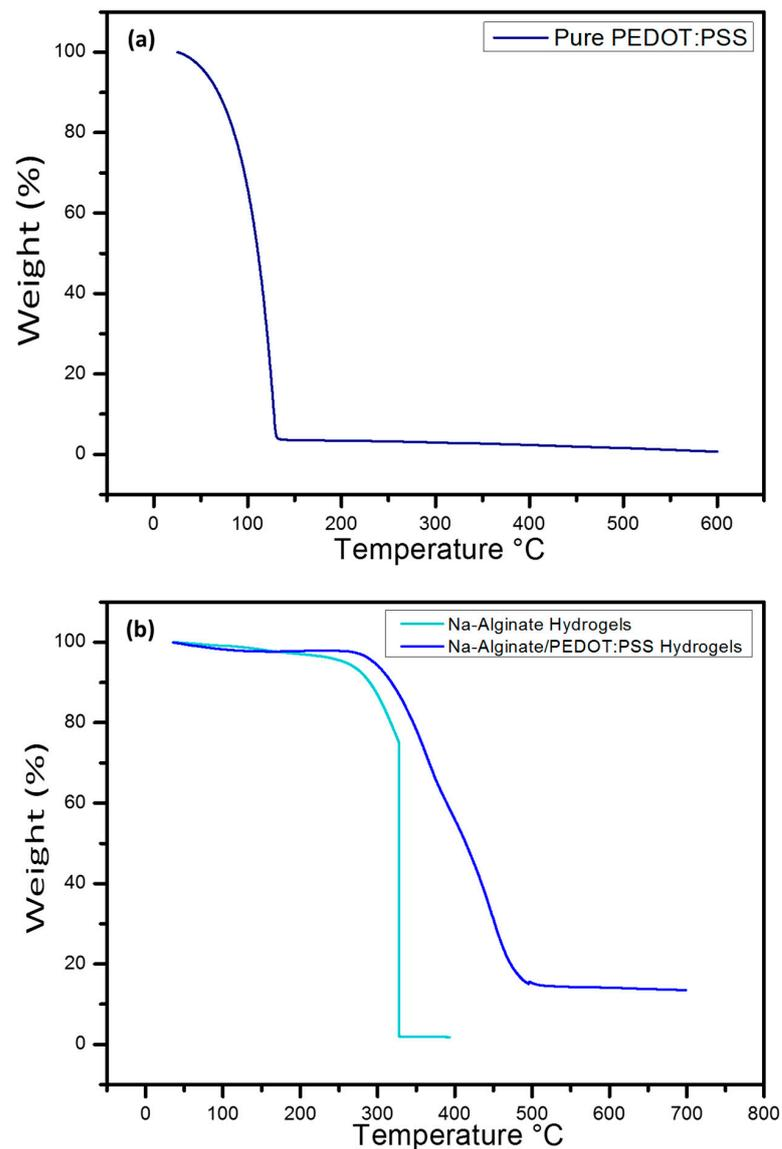 (a)
Pure PEDOT:PSS
100
80
60
40
20
0
Weight (%)
0 100 200 300 400 500 600
Temperature °C
(b)
Na-Alginate Hydrogels
Na-Alginate/PEDOT:PSS Hydrogels
100
80
60
40
20
0
Weight (%)
0 100 200 300 400 500 600 700 800
Temperature °C